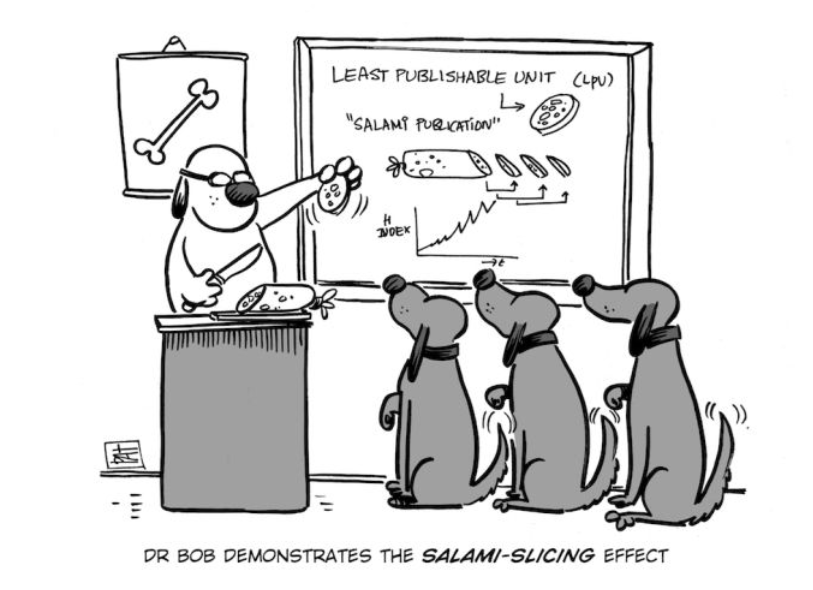 LEAST PUBLISHABLE UNIT (LPU)
"SALAMI PUBLICATION"
H
INDEX
t
DR BOB DEMONSTRATES THE SALAMI-SLICING EFFECT